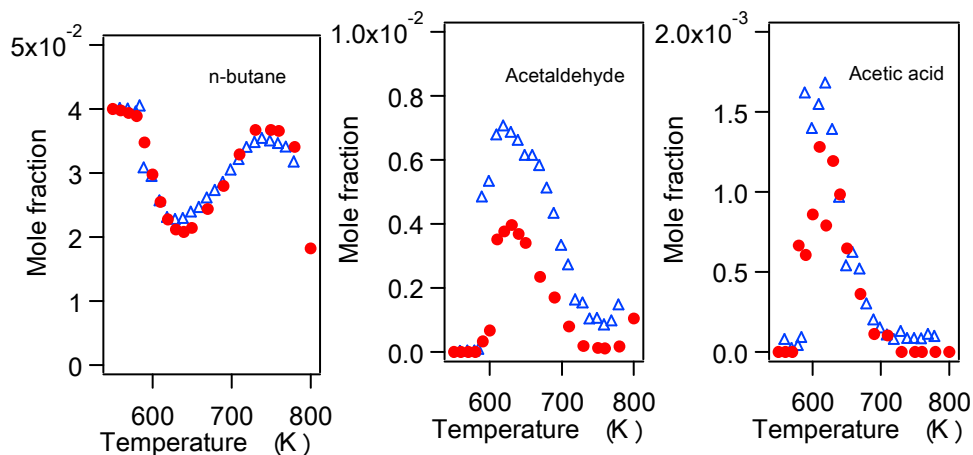 5x10⁻²
4
3
2
1
0
Mole fraction
n-butane
600
700
800
Temperature (K)
1.0x10⁻²
0.8
0.6
0.4
0.2
0.0
Mole fraction
Acetaldehyde
600
700
800
Temperature (K)
2.0x10⁻³
1.5
1.0
0.5
0.0
Mole fraction
Acetic acid
600
700
800
Temperature (K)